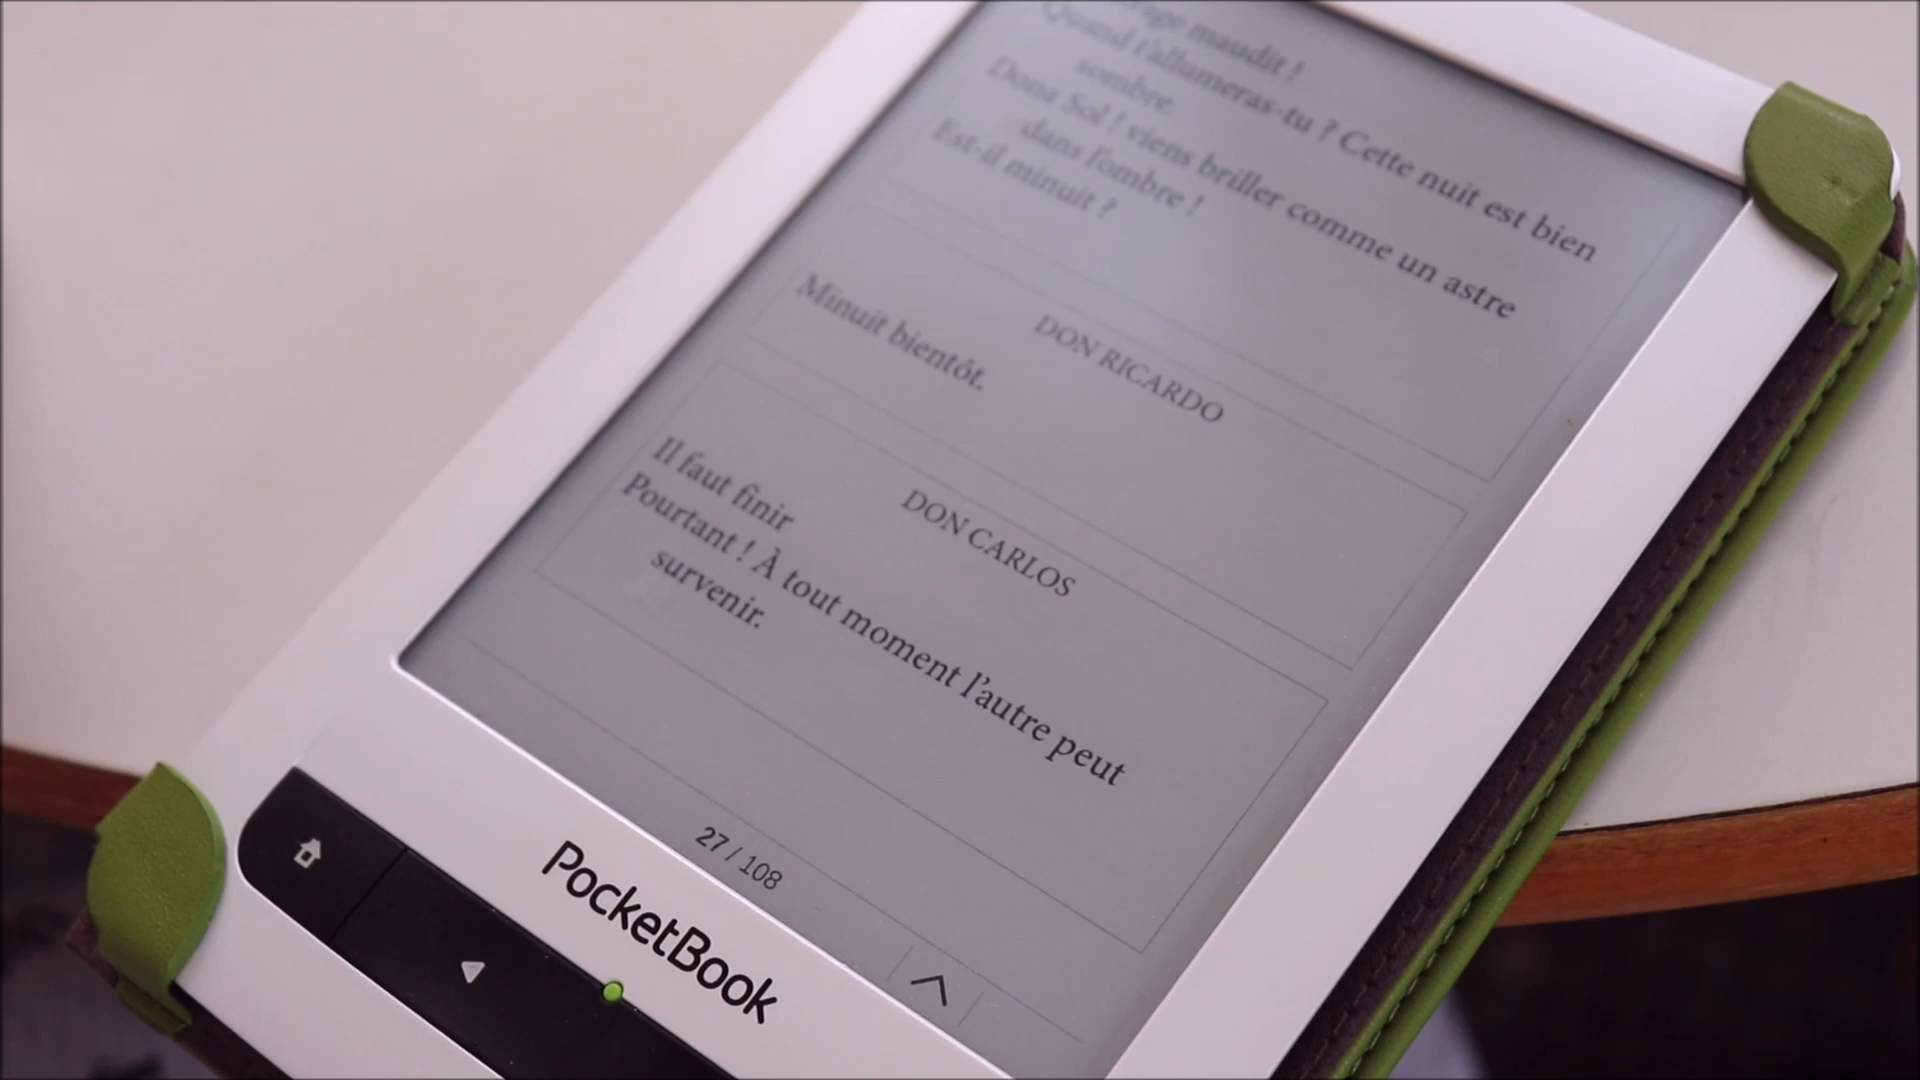 maudit !
Quand t'allumeras-tu ? Cette nuit est bien
sombre.
Dona Sol ! viens briller comme un astre
dans l'ombre !
Est-il minuit ?
DON RICARDO
Minuit bientôt.
DON CARLOS
Il faut finir
Pourtant ! À tout moment l'autre peut
survenir.
27 / 108
PocketBook